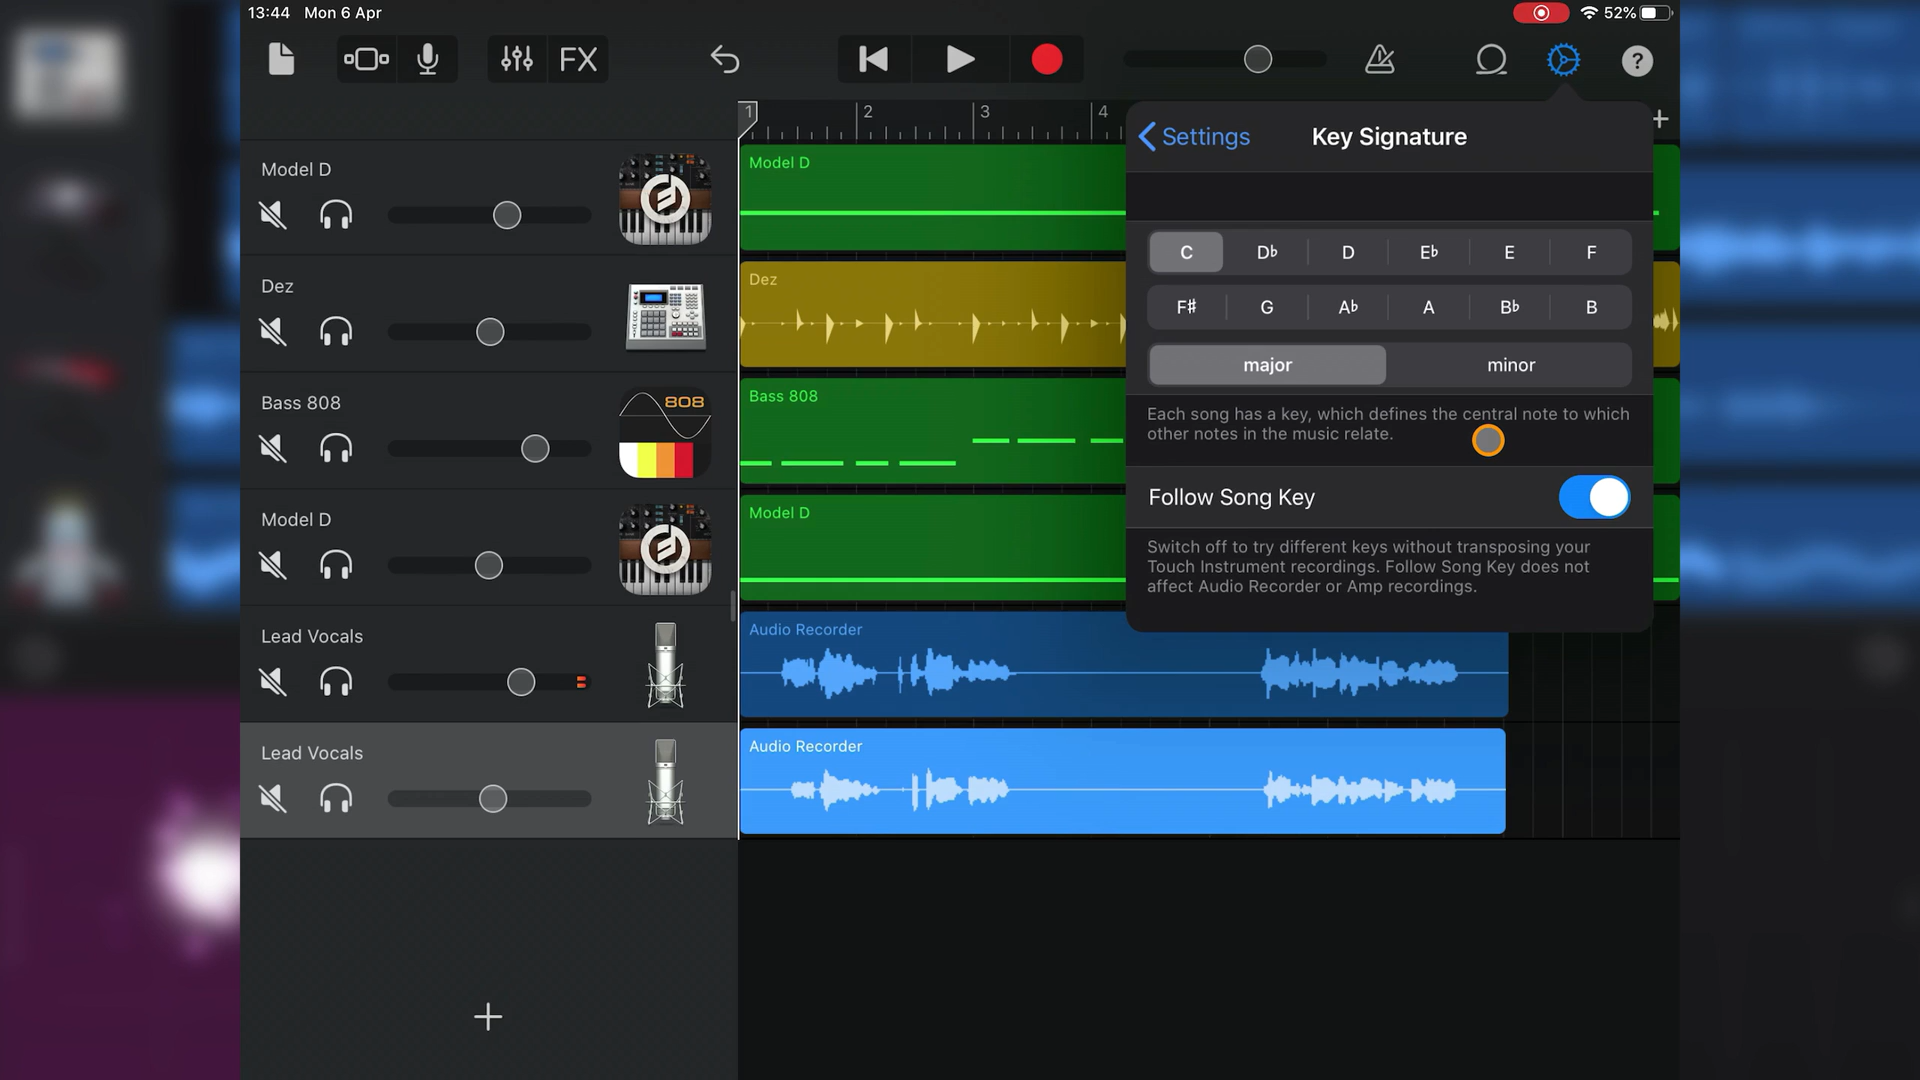 13:44 Mon 6 Apr
52%
FX
?
1 2 3 4
Settings
Key Signature
Model D
Model D
C D♭ D E♭ E F
Dez
Dez
F♯ G A♭ A B♭ B
major minor
Bass 808
808
Bass 808
Each song has a key, which defines the central note to which
other notes in the music relate.
Follow Song Key
Model D
Model D
Switch off to try different keys without transposing your
Touch Instrument recordings. Follow Song Key does not
affect Audio Recorder or Amp recordings.
Lead Vocals
Audio Recorder
Lead Vocals
Audio Recorder